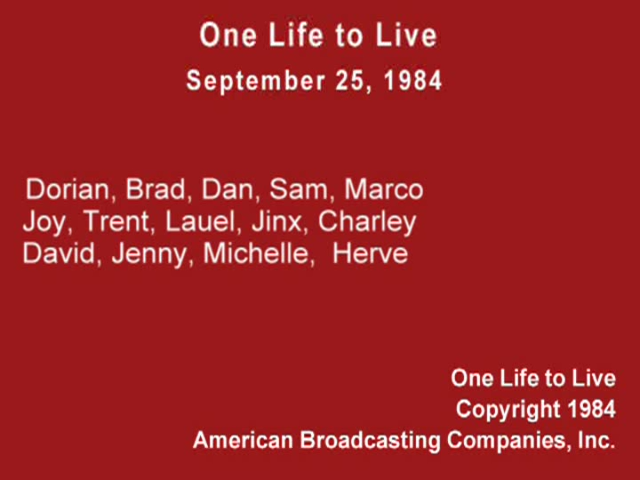 One Life to Live
September 25, 1984
Dorian, Brad, Dan, Sam, Marco
Joy, Trent, Lauel, Jinx, Charley
David, Jenny, Michelle,  Herve
One Life to Live
Copyright 1984
American Broadcasting Companies, Inc.